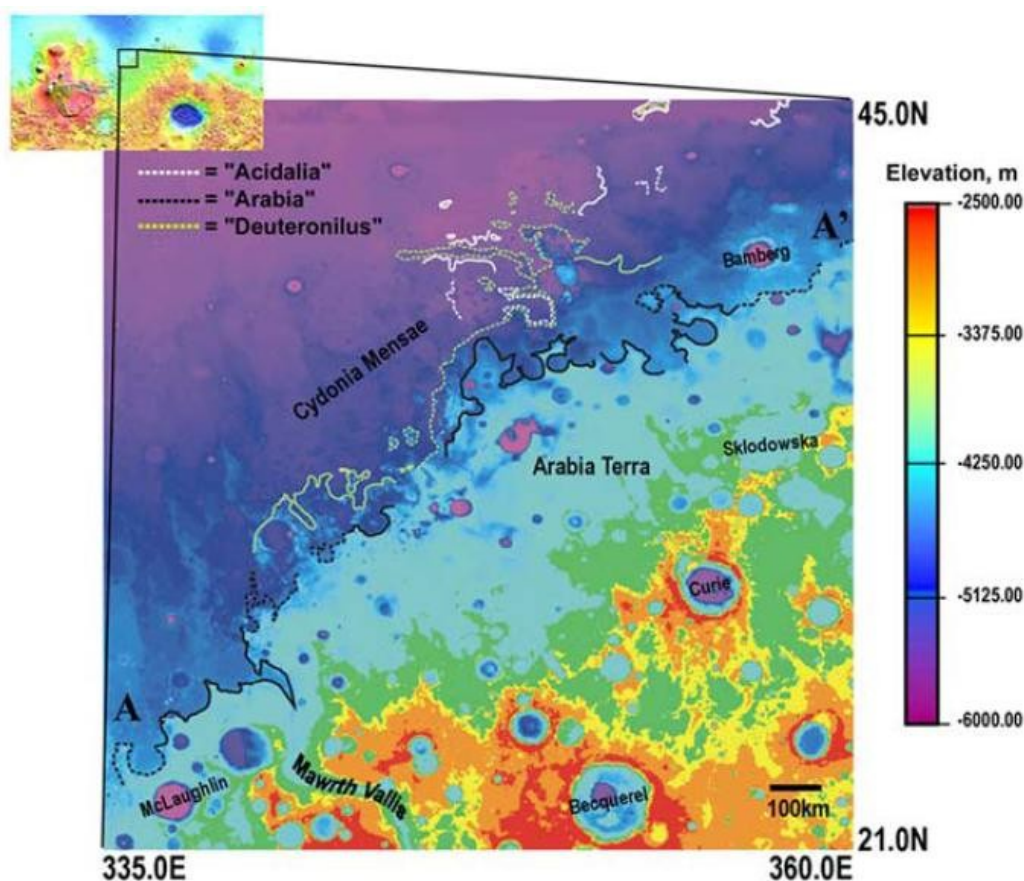 45.0N
= "Acidalia"
= "Arabia"
= "Deuteronilus"
Elevation, m
-2500.00
-3375.00
-4250.00
-5125.00
-6000.00
A'
Bamberg
Cydonia Mensae
Sklodowska
Arabia Terra
Curie
A
Mawrth Vallis
McLaughlin
Becquerel
100km
21.0N
335.0E
360.0E